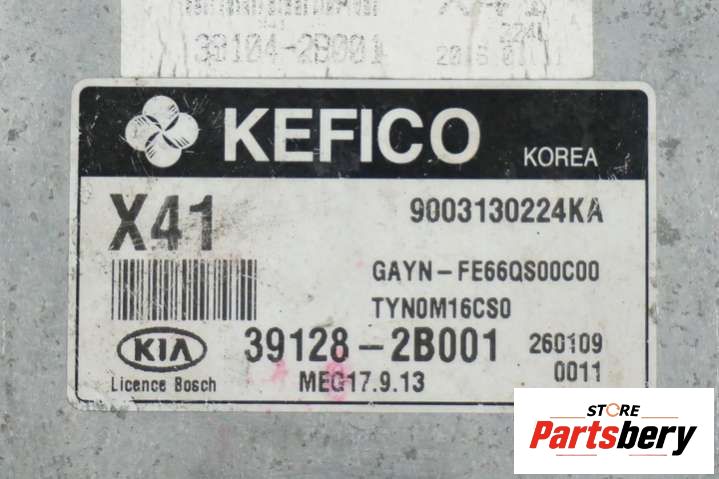 39104-2B001
KEFICO KOREA
X41 9003130224KA
GAYN-FE66QS00C00
TYN0M16CS0
KIA 39128-2B001 260109
Licence Bosch MEG17.9.13 0011
STORE
Partsbery